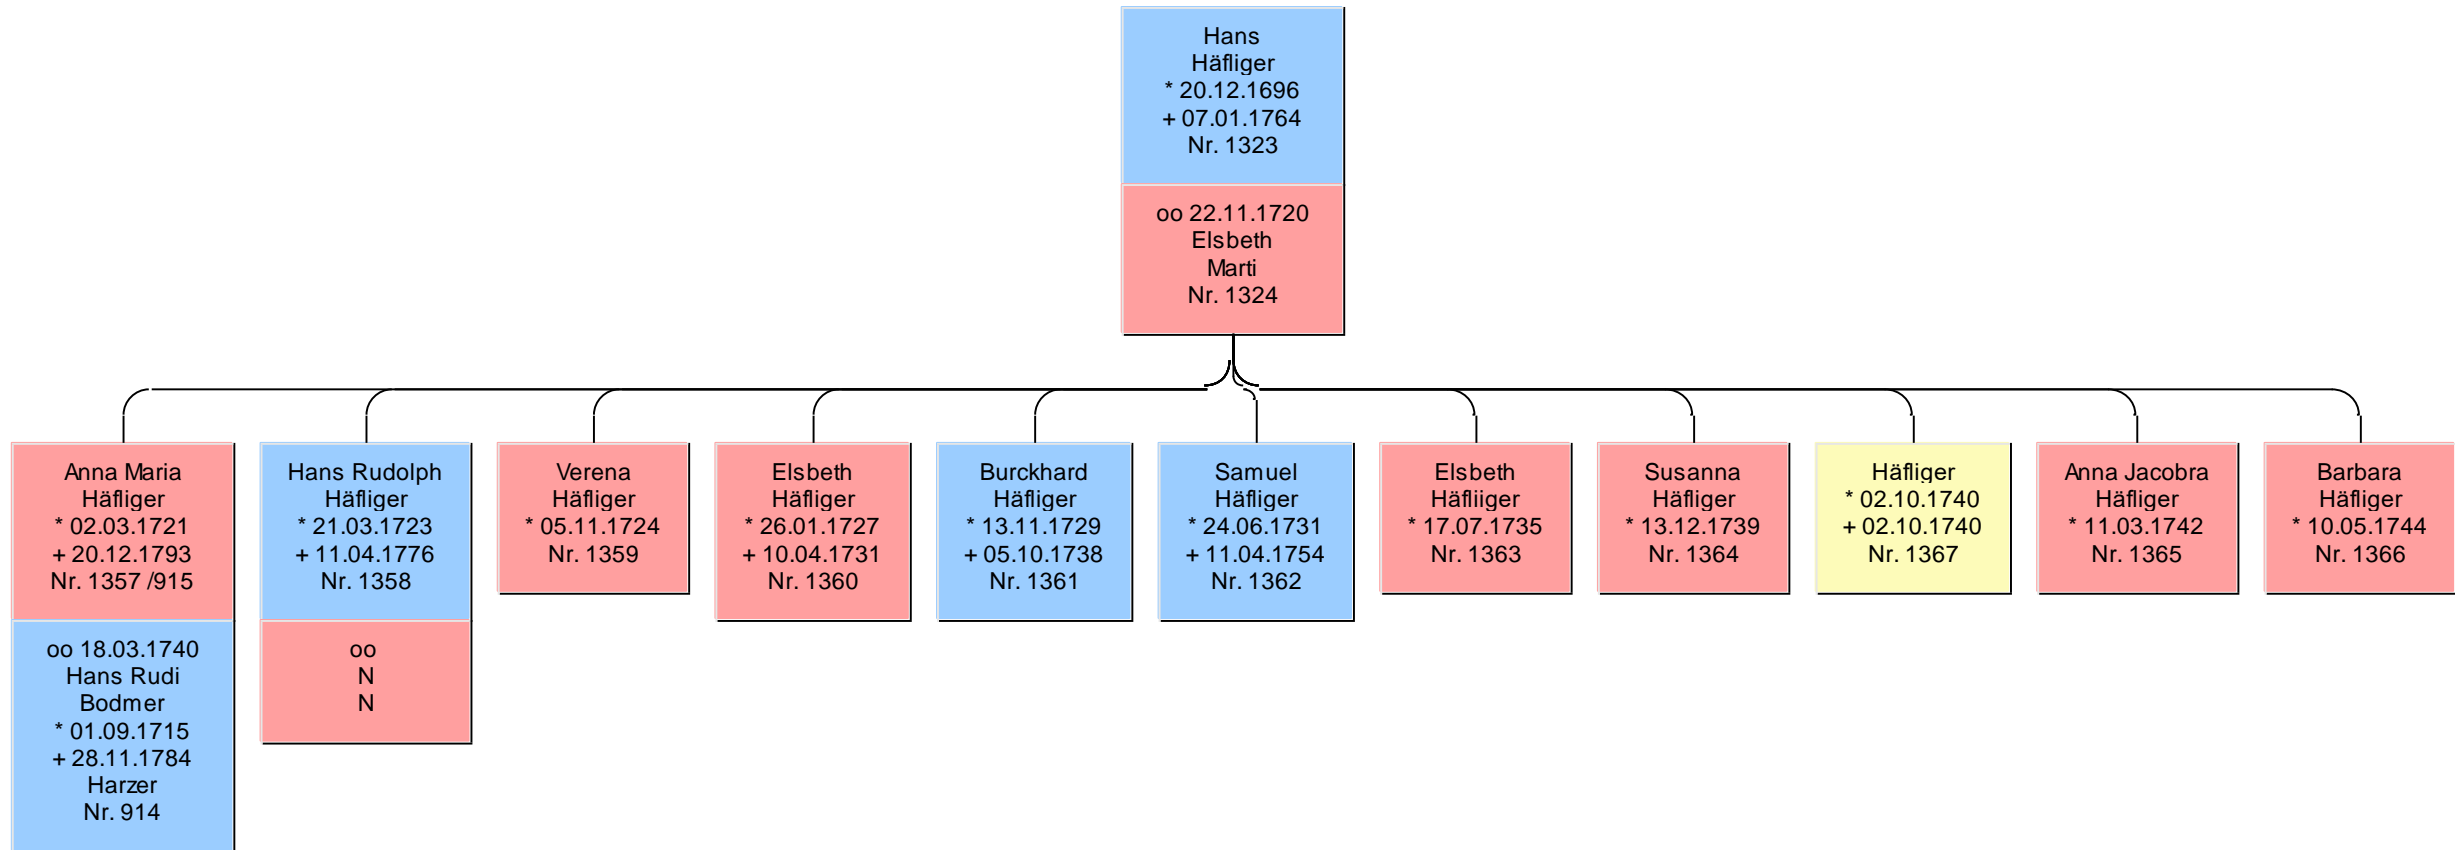 Hans
Häfliger
* 20.12.1696
+ 07.01.1764
Nr. 1323
oo 22.11.1720
Elsbeth
Marti
Nr. 1324
Anna Maria
Häfliger
* 02.03.1721
+ 20.12.1793
Nr. 1357 /915
oo 18.03.1740
Hans Rudi
Bodmer
* 01.09.1715
+ 28.11.1784
Harzer
Nr. 914
Hans Rudolph
Häfliger
* 21.03.1723
+ 11.04.1776
Nr. 1358
oo
N
N
Verena
Häfliger
* 05.11.1724
Nr. 1359
Elsbeth
Häfliger
* 26.01.1727
+ 10.04.1731
Nr. 1360
Burckhard
Häfliger
* 13.11.1729
+ 05.10.1738
Nr. 1361
Samuel
Häfliger
* 24.06.1731
+ 11.04.1754
Nr. 1362
Elsbeth
Häfliiger
* 17.07.1735
Nr. 1363
Susanna
Häfliger
* 13.12.1739
Nr. 1364
Häfliger
* 02.10.1740
+ 02.10.1740
Nr. 1367
Anna Jacobra
Häfliger
* 11.03.1742
Nr. 1365
Barbara
Häfliger
* 10.05.1744
Nr. 1366